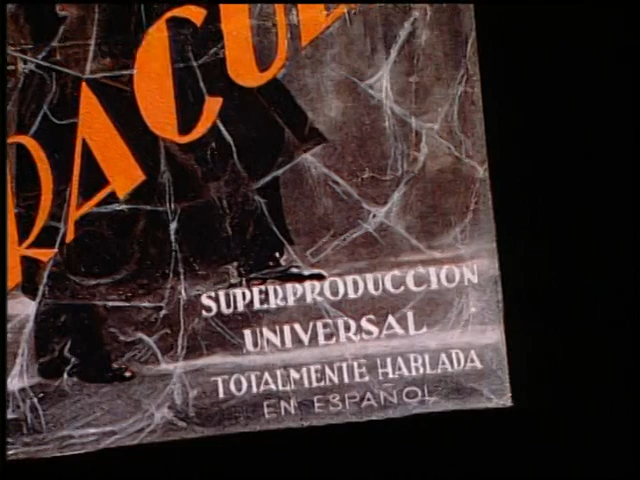 RACUL
SUPERPRODUCCION
UNIVERSAL
TOTALMENTE HABLADA
EN ESPAÑOL